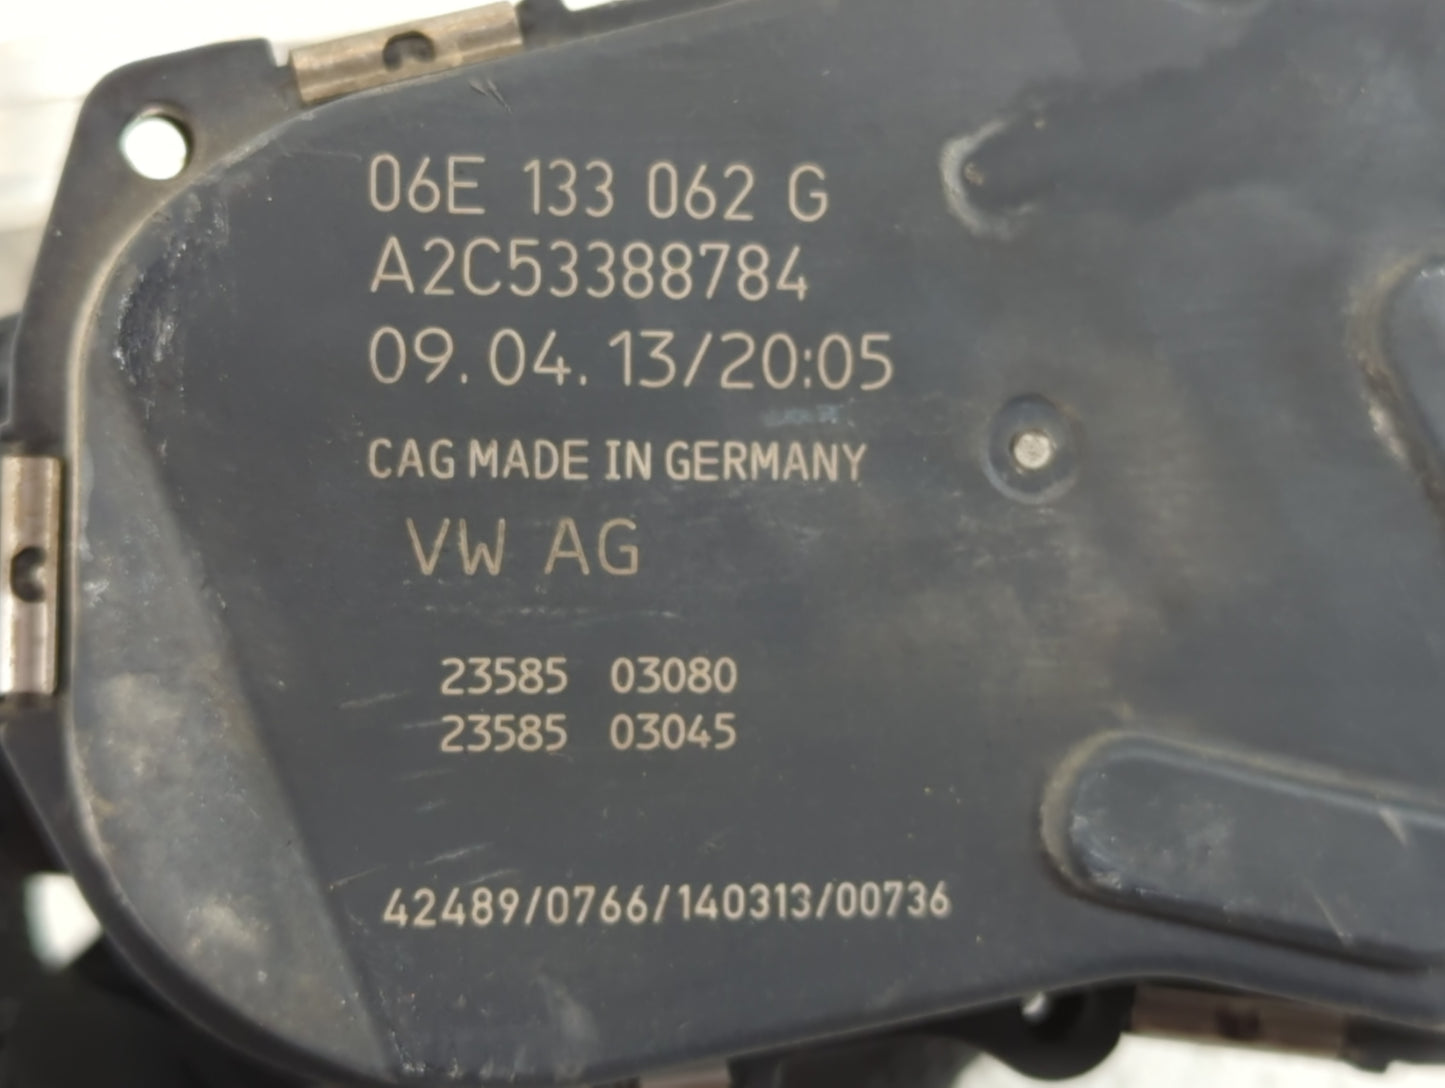 06E 133 062 G
A2C53388784
09.04.13/20:05
CAG MADE IN GERMANY
VW AG
23585 03080
23585 03045
42489/0766/140313/00736